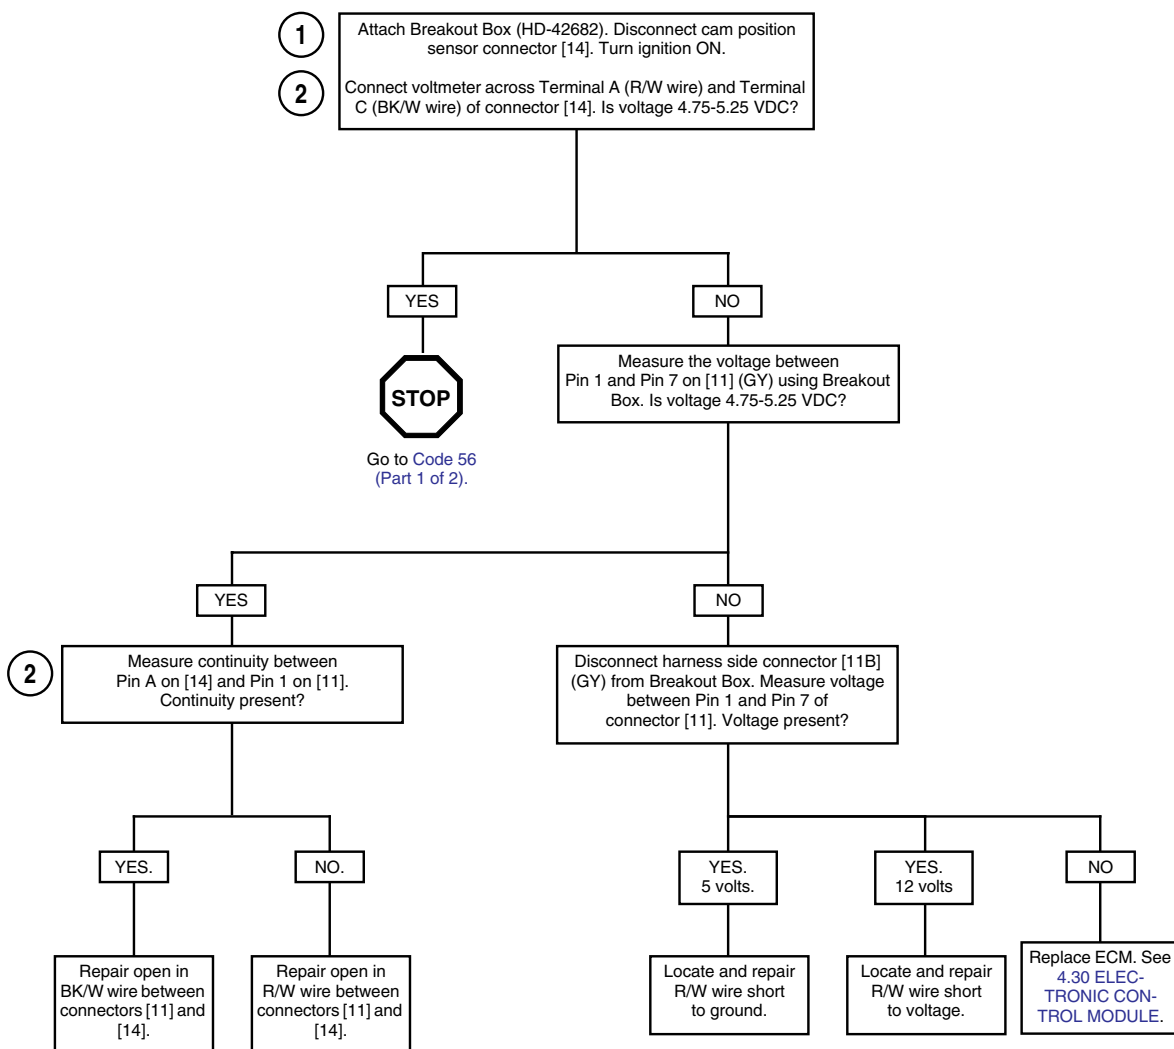 1
Attach Breakout Box (HD-42682). Disconnect cam position
sensor connector [14]. Turn ignition ON.
2
Connect voltmeter across Terminal A (R/W wire) and Terminal
C (BK/W wire) of connector [14]. Is voltage 4.75-5.25 VDC?
YES
NO
STOP
Go to Code 56
(Part 1 of 2).
Measure the voltage between
Pin 1 and Pin 7 on [11] (GY) using Breakout
Box. Is voltage 4.75-5.25 VDC?
YES
NO
2
Measure continuity between
Pin A on [14] and Pin 1 on [11].
Continuity present?
Disconnect harness side connector [11B]
(GY) from Breakout Box. Measure voltage
between Pin 1 and Pin 7 of
connector [11]. Voltage present?
YES.
NO.
YES.
5 volts.
YES.
12 volts
NO
Repair open in
BK/W wire between
connectors [11] and
[14].
Repair open in
R/W wire between
connectors [11] and
[14].
Locate and repair
R/W wire short
to ground.
Locate and repair
R/W wire short
to voltage.
Replace ECM. See
4.30 ELEC-
TRONIC CON-
TROL MODULE.